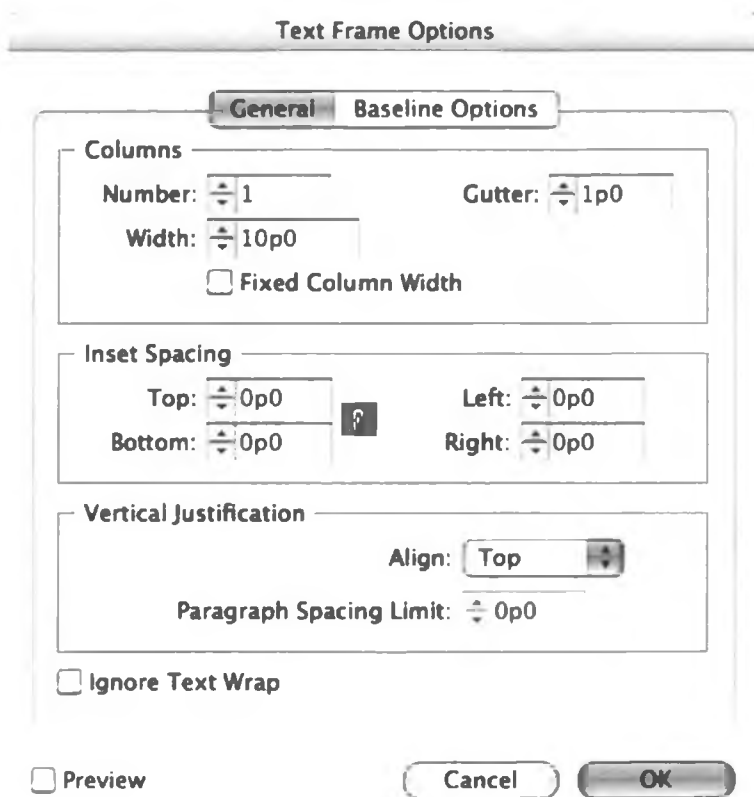 Text Frame Options
General Baseline Options
Columns
Number: 1 Gutter: 1p0
Width: 10p0
Fixed Column Width
Inset Spacing
Top: 0p0 Left: 0p0
Bottom: 0p0 Right: 0p0
Vertical Justification
Align: Top
Paragraph Spacing Limit: 0p0
Ignore Text Wrap
Preview Cancel OK